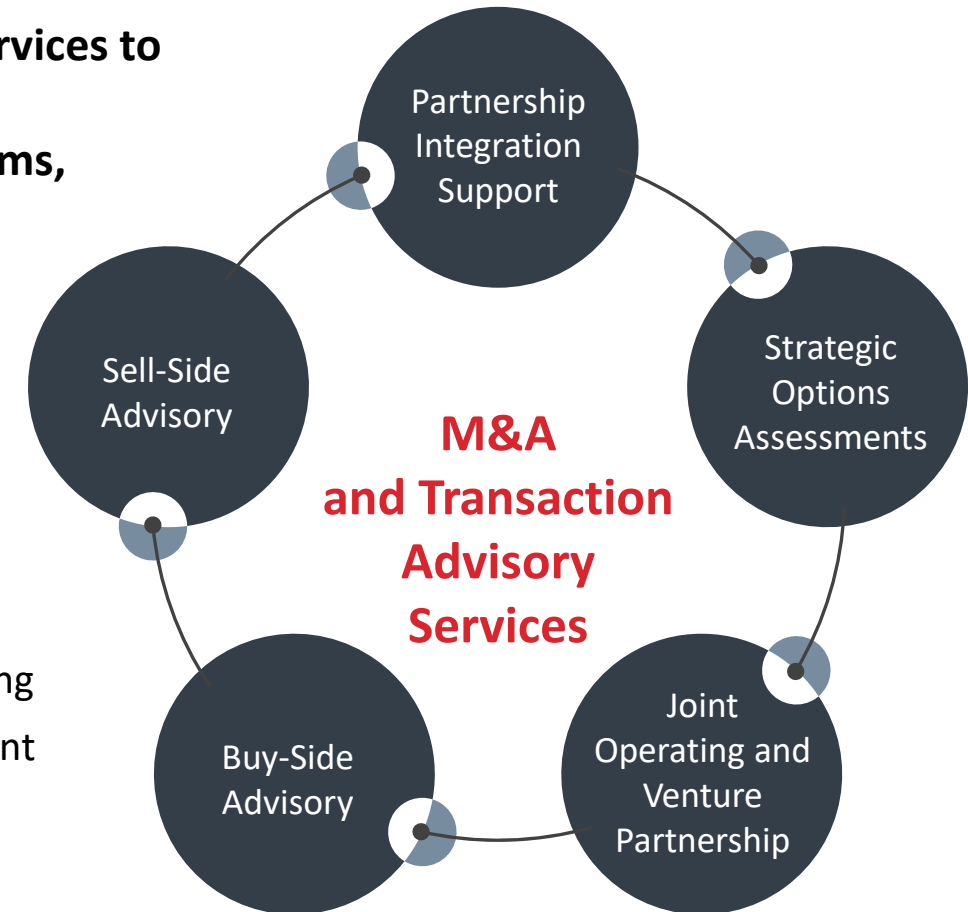 rvices to
ms,
ng
nt
Partnership
Integration
Support
Strategic
Options
Assessments
Joint
Operating and
Venture
Partnership
Buy-Side
Advisory
Sell-Side
Advisory
M&A
and Transaction
Advisory
Services